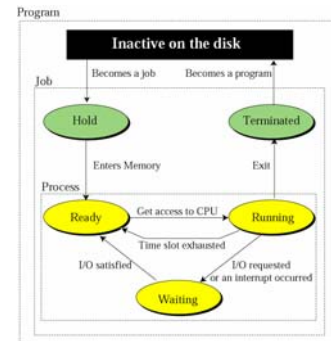 Program
Inactive on the disk
Becomes a job
Becomes a program
Job
Hold
Terminated
Enters Memory
Exit
Process
Get access to CPU
Ready
Running
Time slot exhausted
I/O satisfied
I/O requested
or an interrupt occurred
Waiting